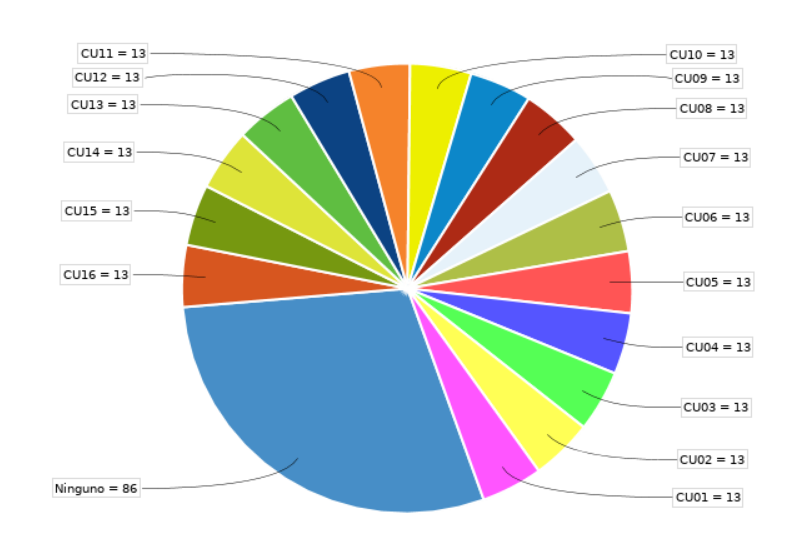 CU11 = 13
CU10 = 13
CU12 = 13
CU09 = 13
CU13 = 13
CU08 = 13
CU14 = 13
CU07 = 13
CU15 = 13
CU06 = 13
CU16 = 13
CU05 = 13
CU04 = 13
CU03 = 13
CU02 = 13
Ninguno = 86
CU01 = 13